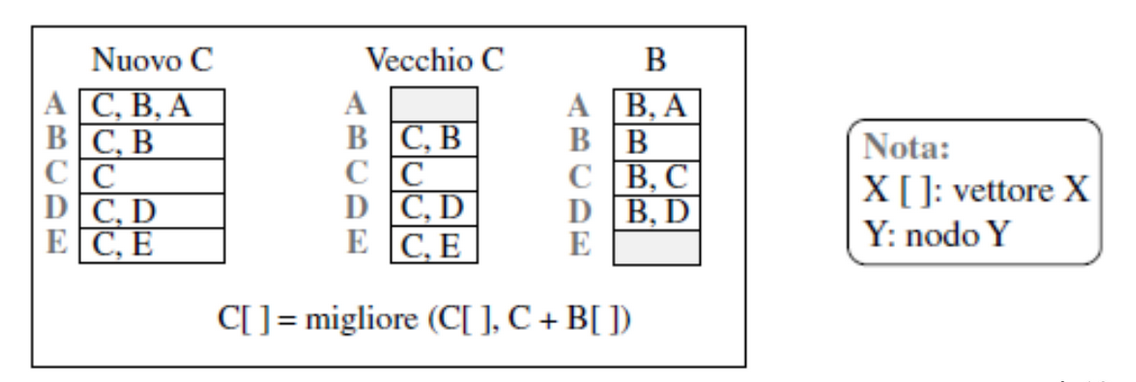 Nuovo C Vecchio C B
A C, B, A A A B, A
B C, B B C, B B B
C C C C C B, C
D C, D D C, D D B, D
E C, E E C, E E
C[ ] = migliore (C[ ], C + B[ ])
Nota:
X [ ]: vettore X
Y: nodo Y